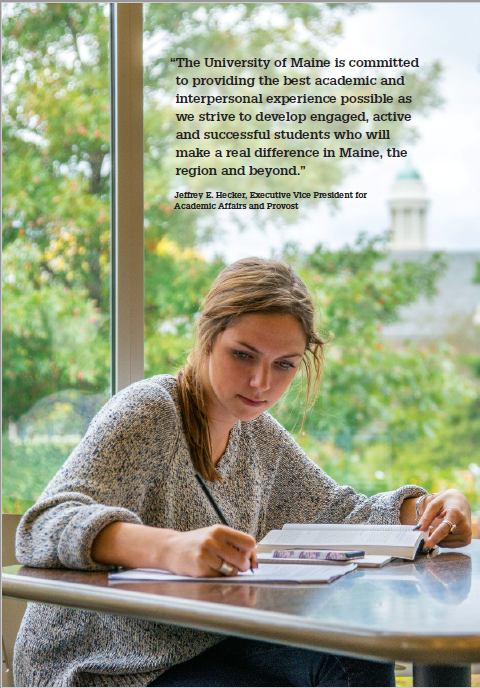 “The University of Maine is committed
to providing the best academic and
interpersonal experience possible as
we strive to develop engaged, active
and successful students who will
make a real difference in Maine, the
region and beyond.”
Jeffrey E. Hecker, Executive Vice President for
Academic Affairs and Provost